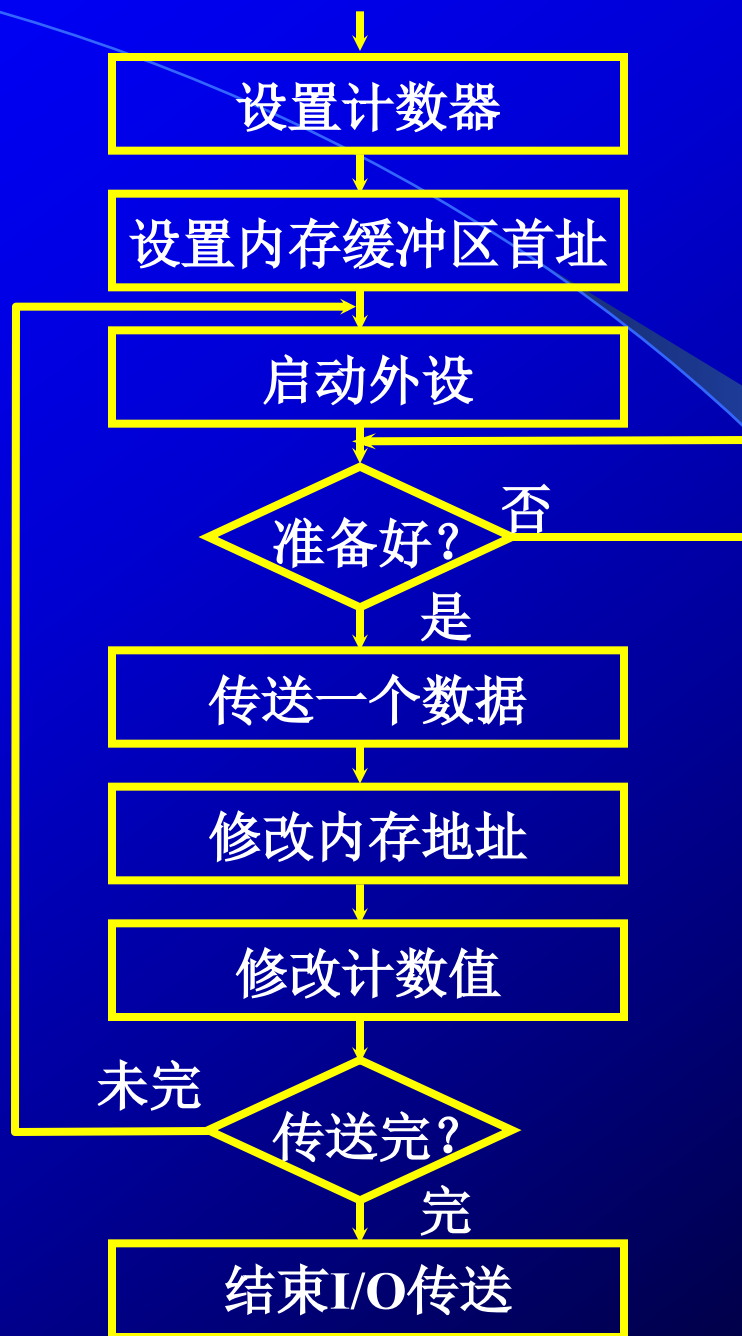 设置计数器
设置内存缓冲区首址
启动外设
否
准备好？
是
传送一个数据
修改内存地址
修改计数值
未完
传送完？
完
结束I/O传送